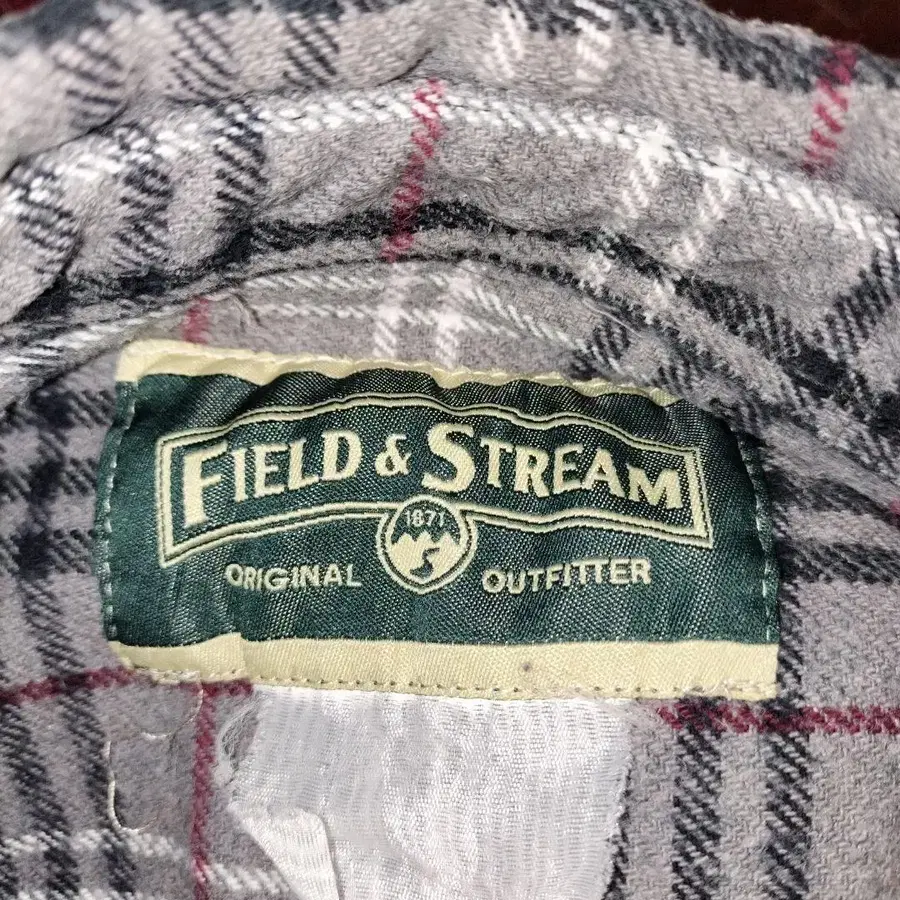 FIELD & STREAM
1871
ORIGINAL OUTFITTER